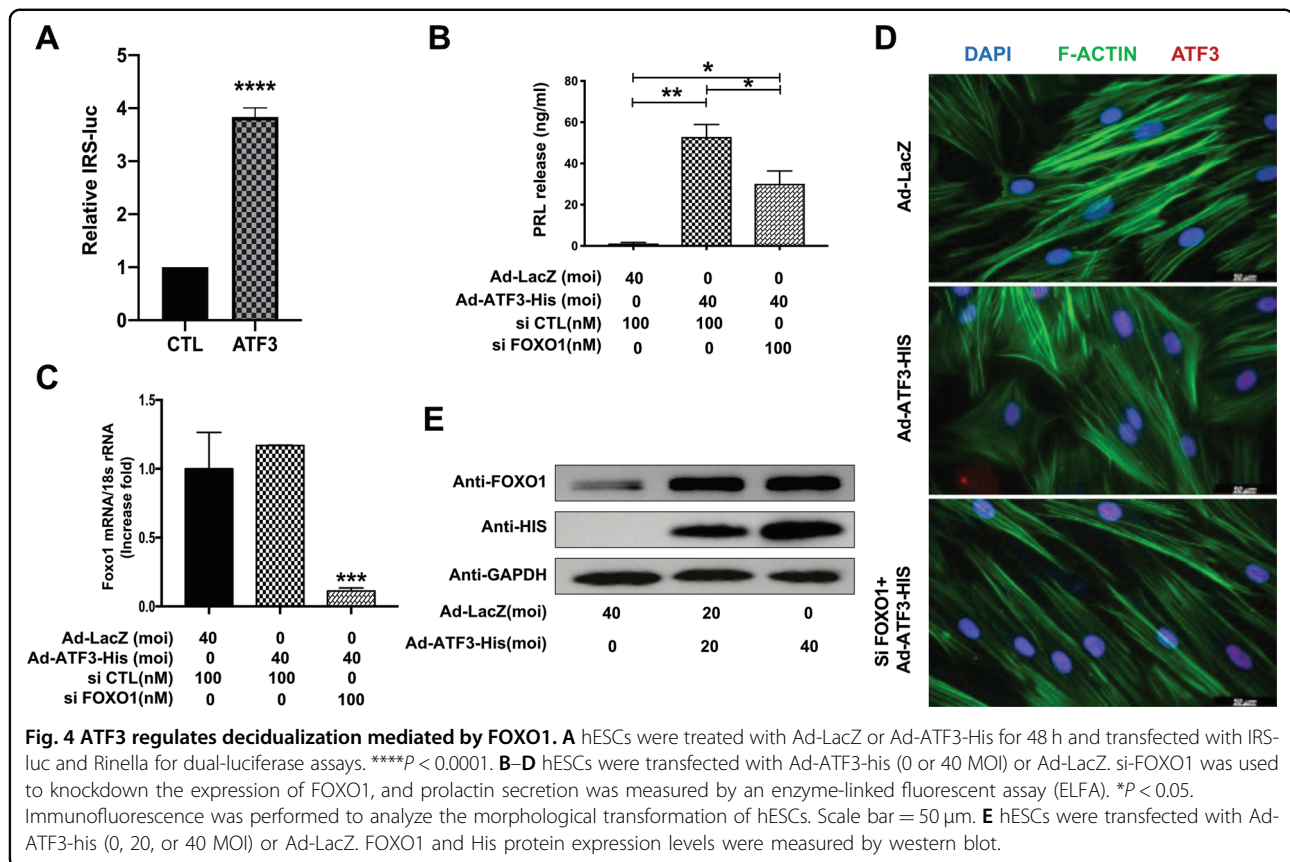 A
Relative IRS-luc
5
4
3
2
1
0
****
CTL ATF3
B
PRL release (ng/ml)
80
60
40
20
0
*
** *
Ad-LacZ (moi) 40 0 0
Ad-ATF3-His (moi) 0 40 40
si CTL(nM) 100 100 0
si FOXO1(nM) 0 0 100
C
Foxo1 mRNA/18s rRNA
(Increase fold)
1.5
1.0
0.5
0.0
***
Ad-LacZ (moi) 40 0 0
Ad-ATF3-His (moi) 0 40 40
si CTL(nM) 100 100 0
si FOXO1(nM) 0 0 100
D
DAPI F-ACTIN ATF3
Ad-LacZ
50 µm
Ad-ATF3-HIS
50 µm
Si FOXO1+
Ad-ATF3-HIS
50 µm
E
Anti-FOXO1
Anti-HIS
Anti-GAPDH
Ad-LacZ(moi) 40 20 0
Ad-ATF3-His(moi) 0 20 40
Fig. 4 ATF3 regulates decidualization mediated by FOXO1. A hESCs were treated with Ad-LacZ or Ad-ATF3-His for 48 h and transfected with IRS-
luc and Rinella for dual-luciferase assays. ****P < 0.0001. B–D hESCs were transfected with Ad-ATF3-his (0 or 40 MOI) or Ad-LacZ. si-FOXO1 was used
to knockdown the expression of FOXO1, and prolactin secretion was measured by an enzyme-linked fluorescent assay (ELFA). *P < 0.05.
Immunofluorescence was performed to analyze the morphological transformation of hESCs. Scale bar = 50 µm. E hESCs were transfected with Ad-
ATF3-his (0, 20, or 40 MOI) or Ad-LacZ. FOXO1 and His protein expression levels were measured by western blot.